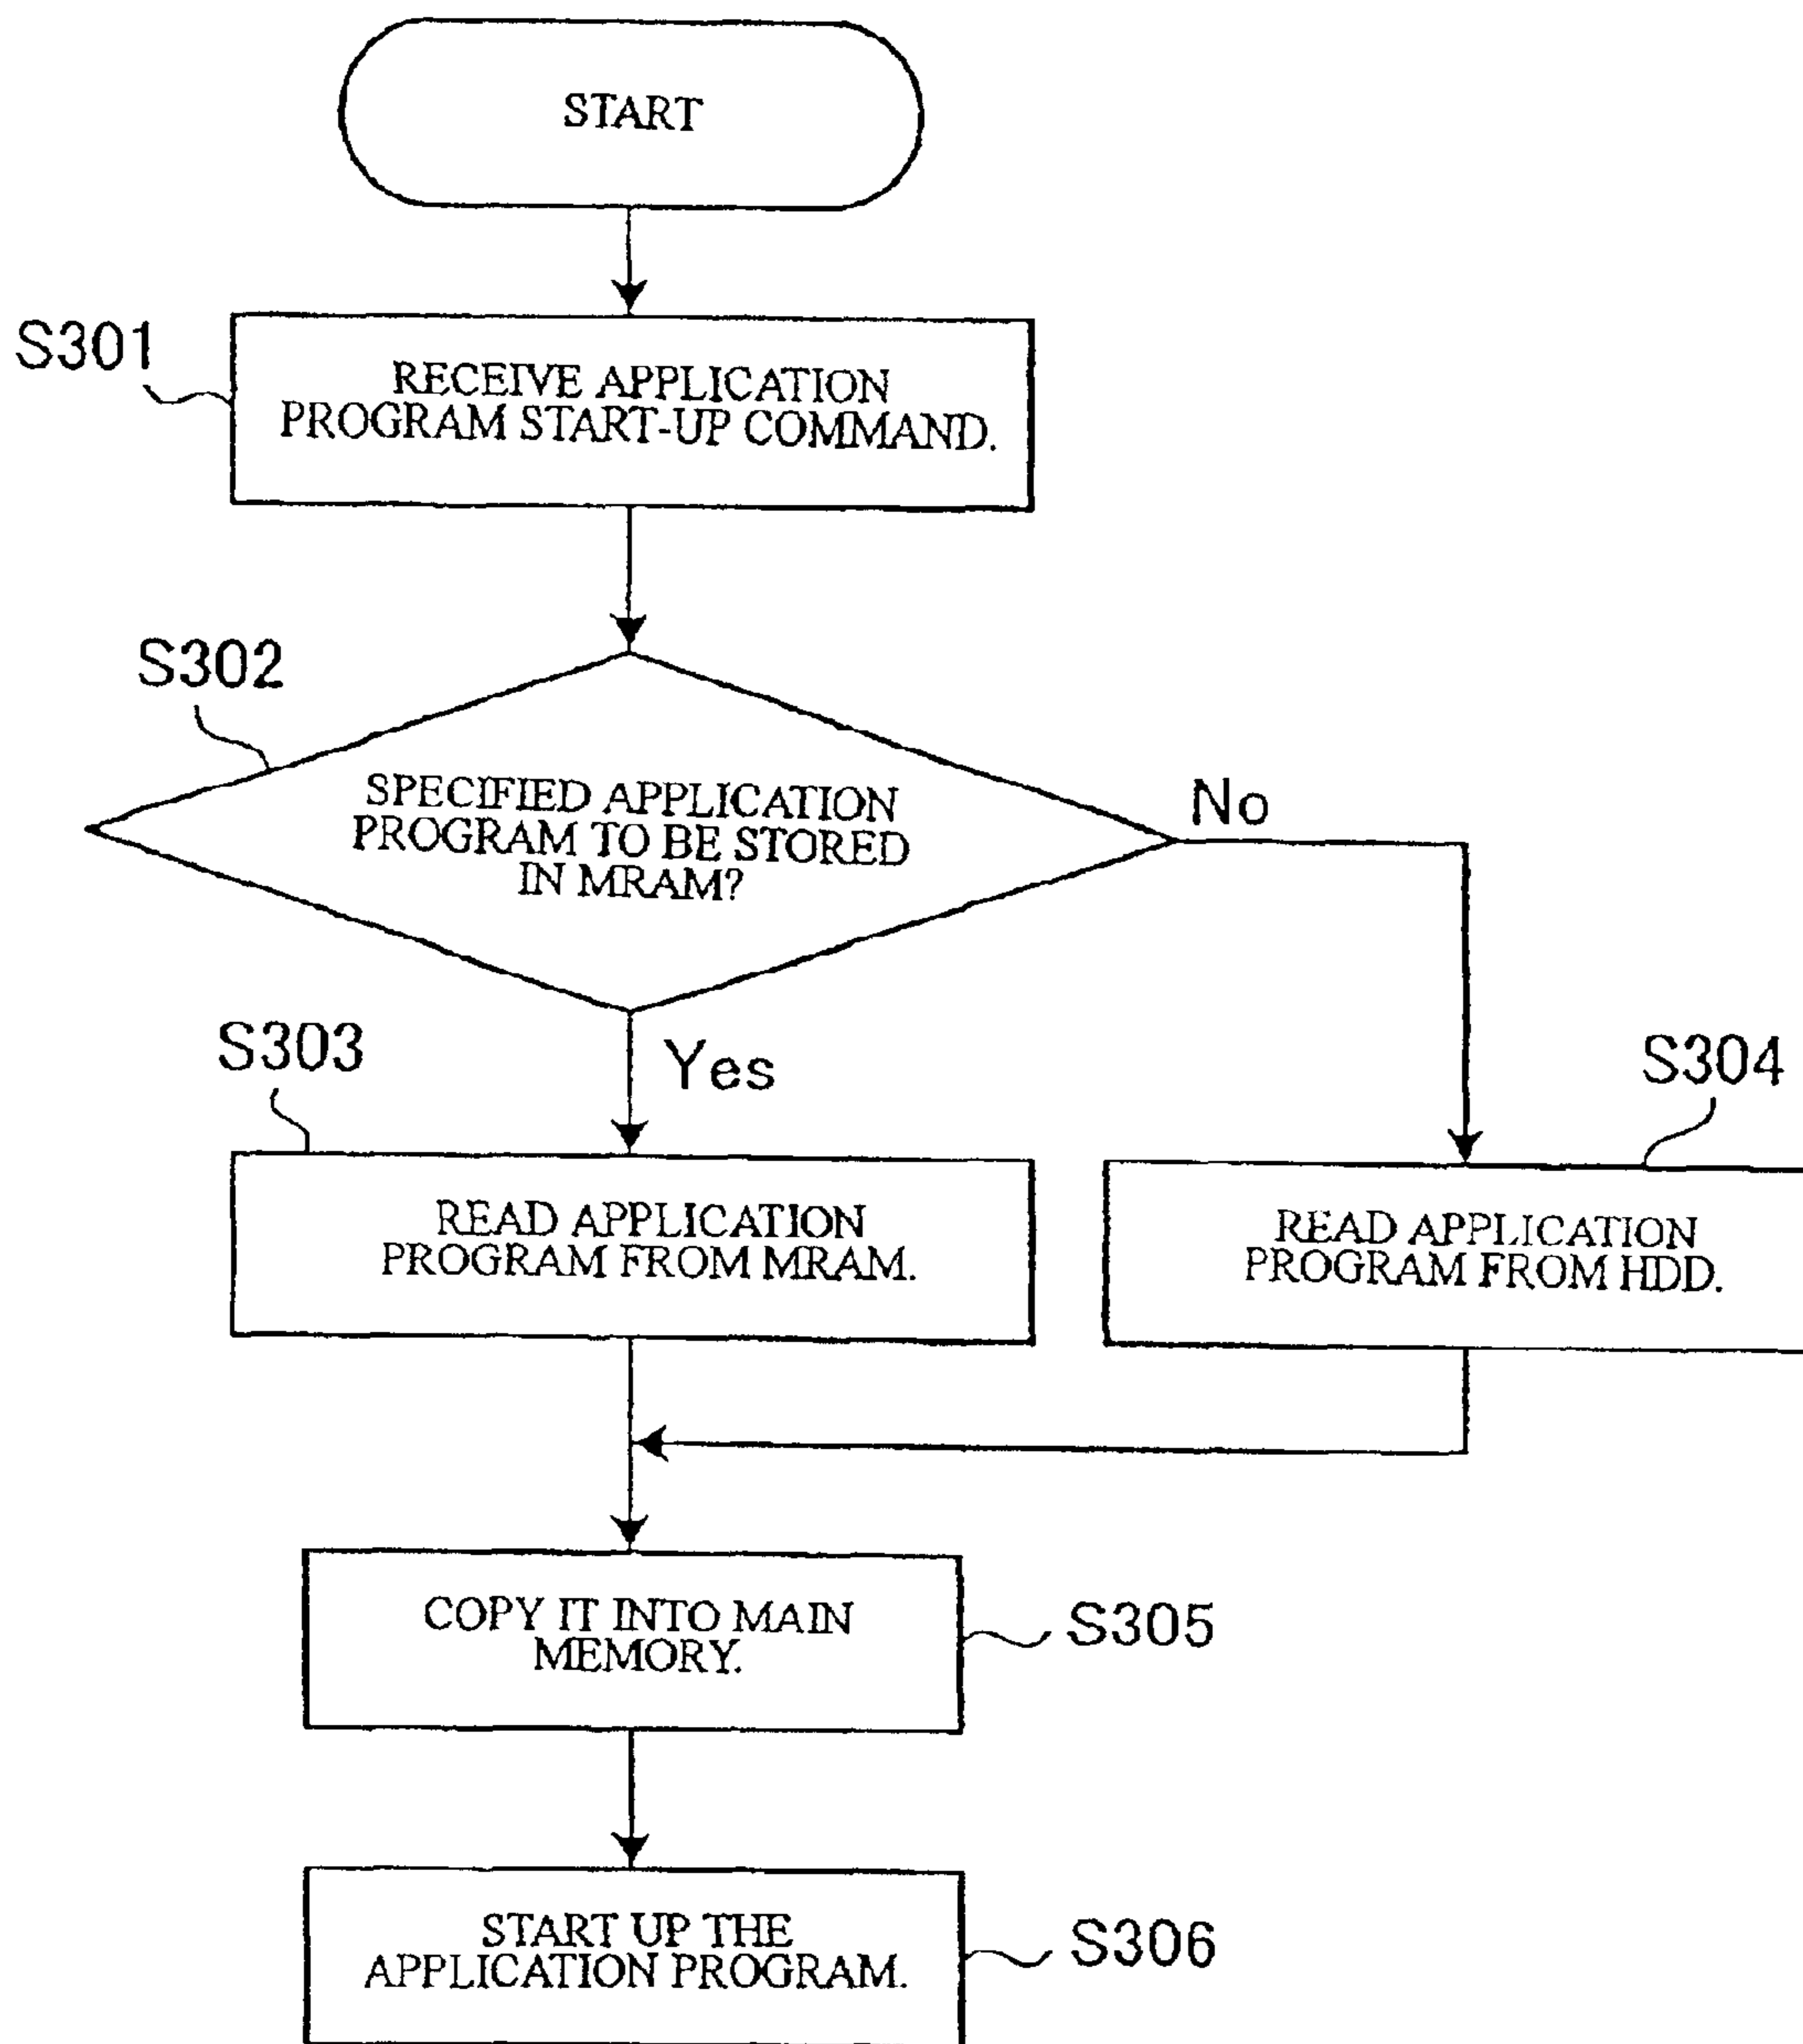 START
S301
RECEIVE APPLICATION
PROGRAM START-UP COMMAND.
S302
SPECIFIED APPLICATION
PROGRAM TO BE STORED
IN MRAM?
No
Yes
S303
READ APPLICATION
PROGRAM FROM MRAM.
S304
READ APPLICATION
PROGRAM FROM HDD.
COPY IT INTO MAIN
MEMORY.
S305
START UP THE
APPLICATION PROGRAM.
S306